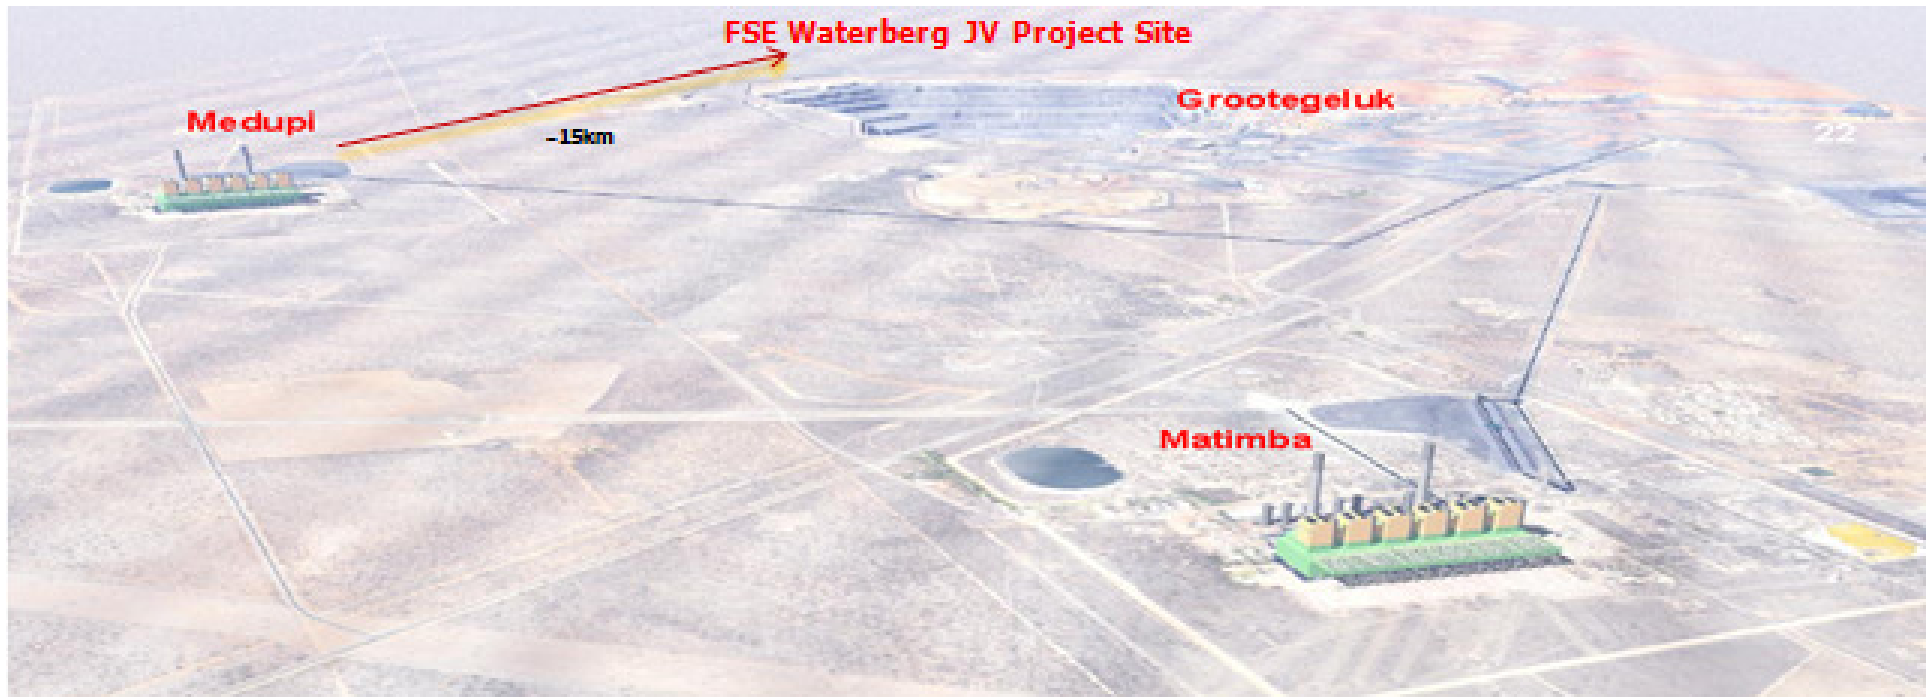 FSE Waterberg JV Project Site
Medupi
Grootegeluk
~15km
22
Matimba